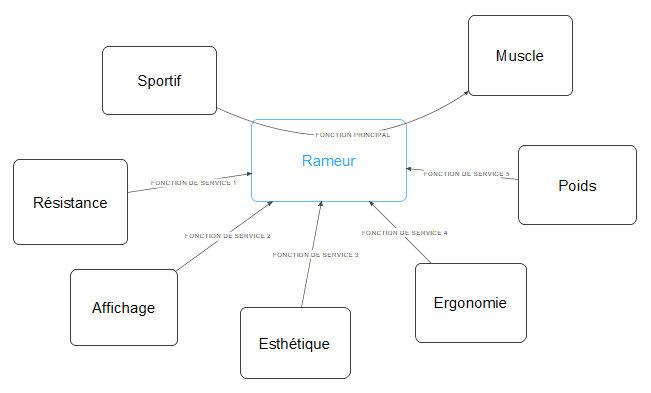 Muscle
Sportif
FONCTION PRINCIPAL
Rameur
FONCTION DE SERVICE 5
FONCTION DE SERVICE 1
Poids
Résistance
FONCTION DE SERVICE 4
FONCTION DE SERVICE 2
FONCTION DE SERVICE 3
Ergonomie
Affichage
Esthétique